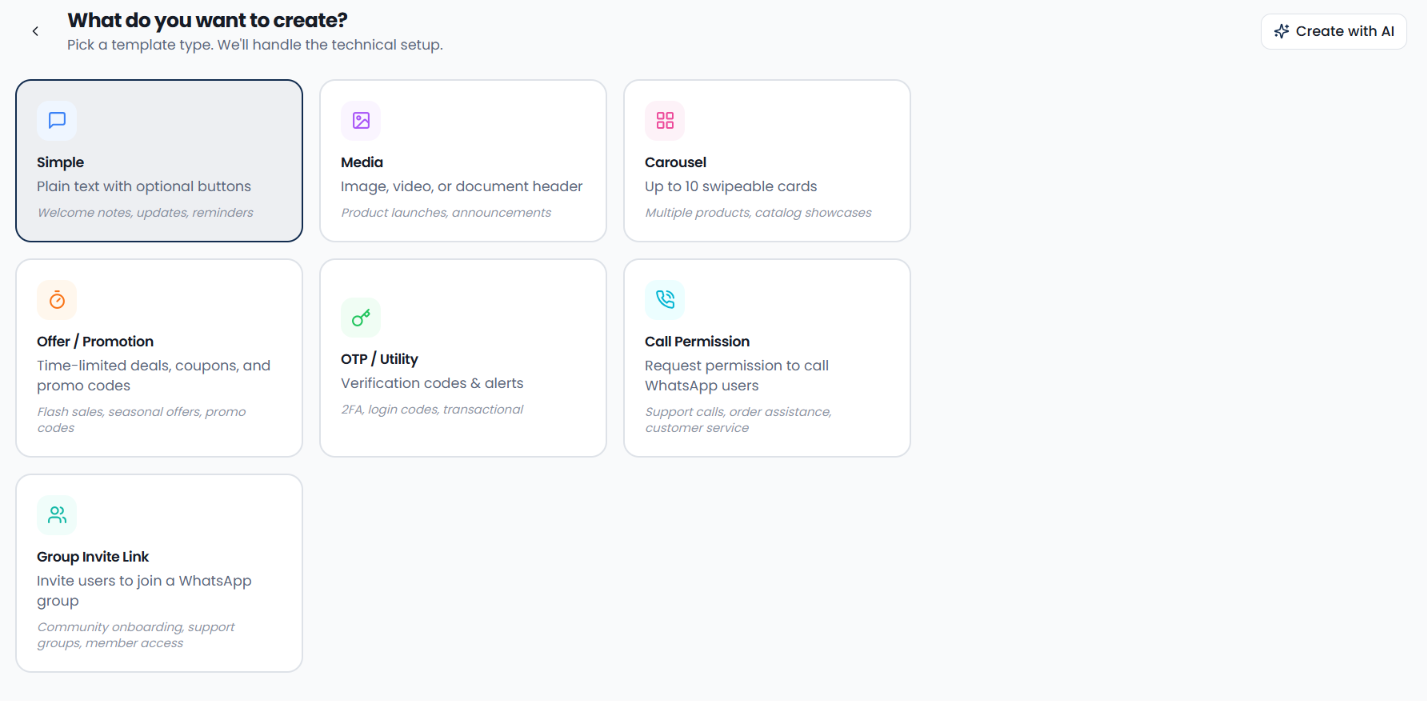 What do you want to create?
Pick a template type. We'll handle the technical setup.
Create with AI
Simple
Plain text with optional buttons
Welcome notes, updates, reminders
Media
Image, video, or document header
Product launches, announcements
Carousel
Up to 10 swipeable cards
Multiple products, catalog showcases
Offer / Promotion
Time-limited deals, coupons, and
promo codes
Flash sales, seasonal offers, promo
codes
OTP / Utility
Verification codes & alerts
2FA, login codes, transactional
Call Permission
Request permission to call
WhatsApp users
Support calls, order assistance,
customer service
Group Invite Link
Invite users to join a WhatsApp
group
Community onboarding, support
groups, member access